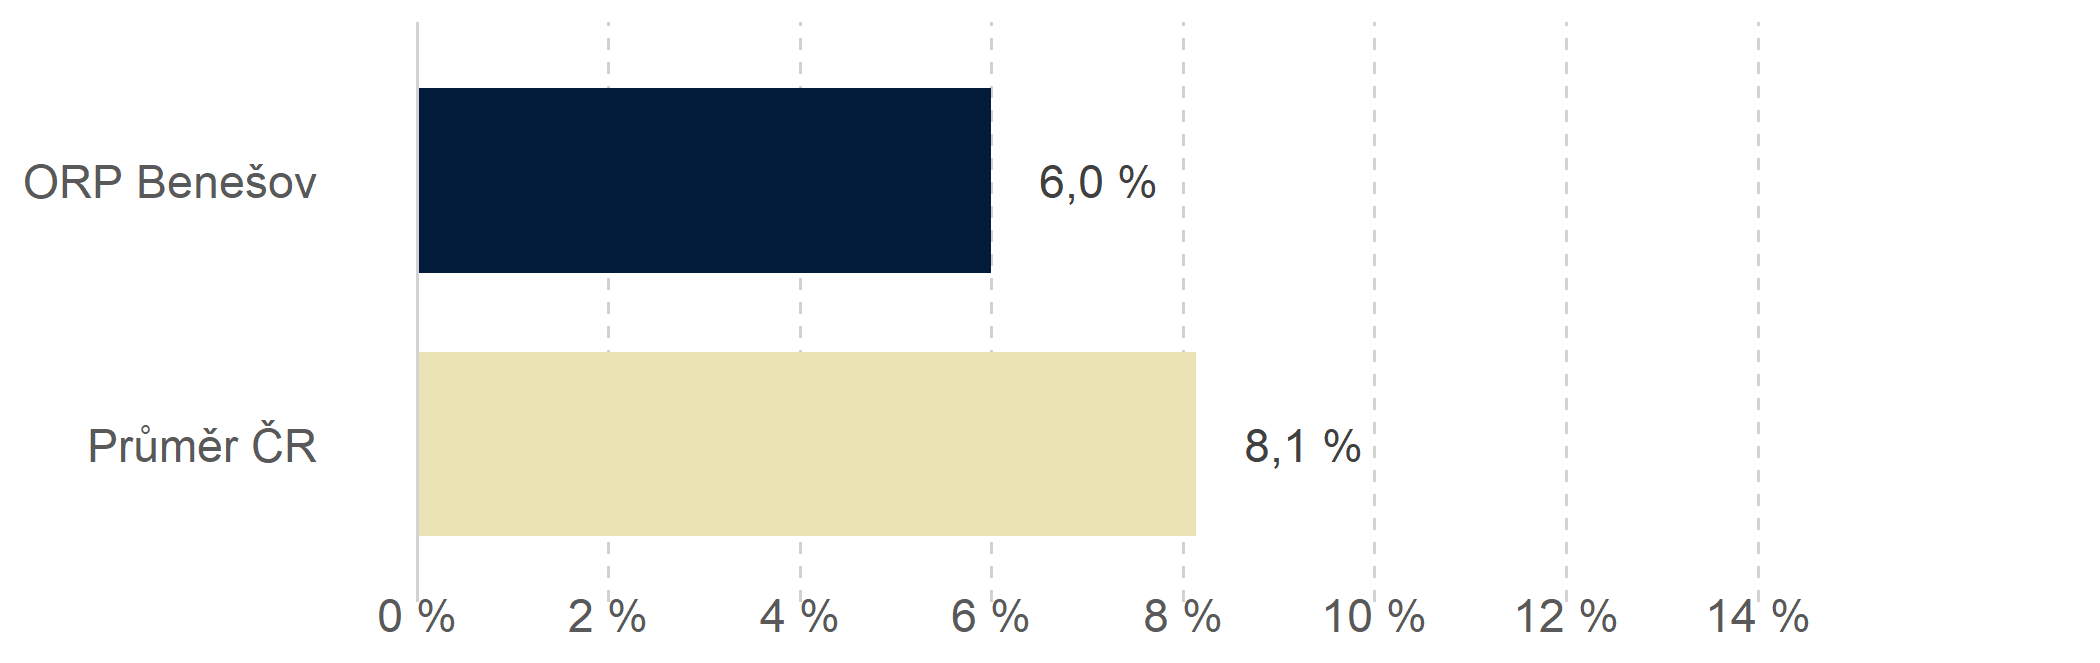 ORP Benešov
6,0 %
Průměr ČR
8,1 %
0 % 2 % 4 % 6 % 8 % 10 % 12 % 14 %